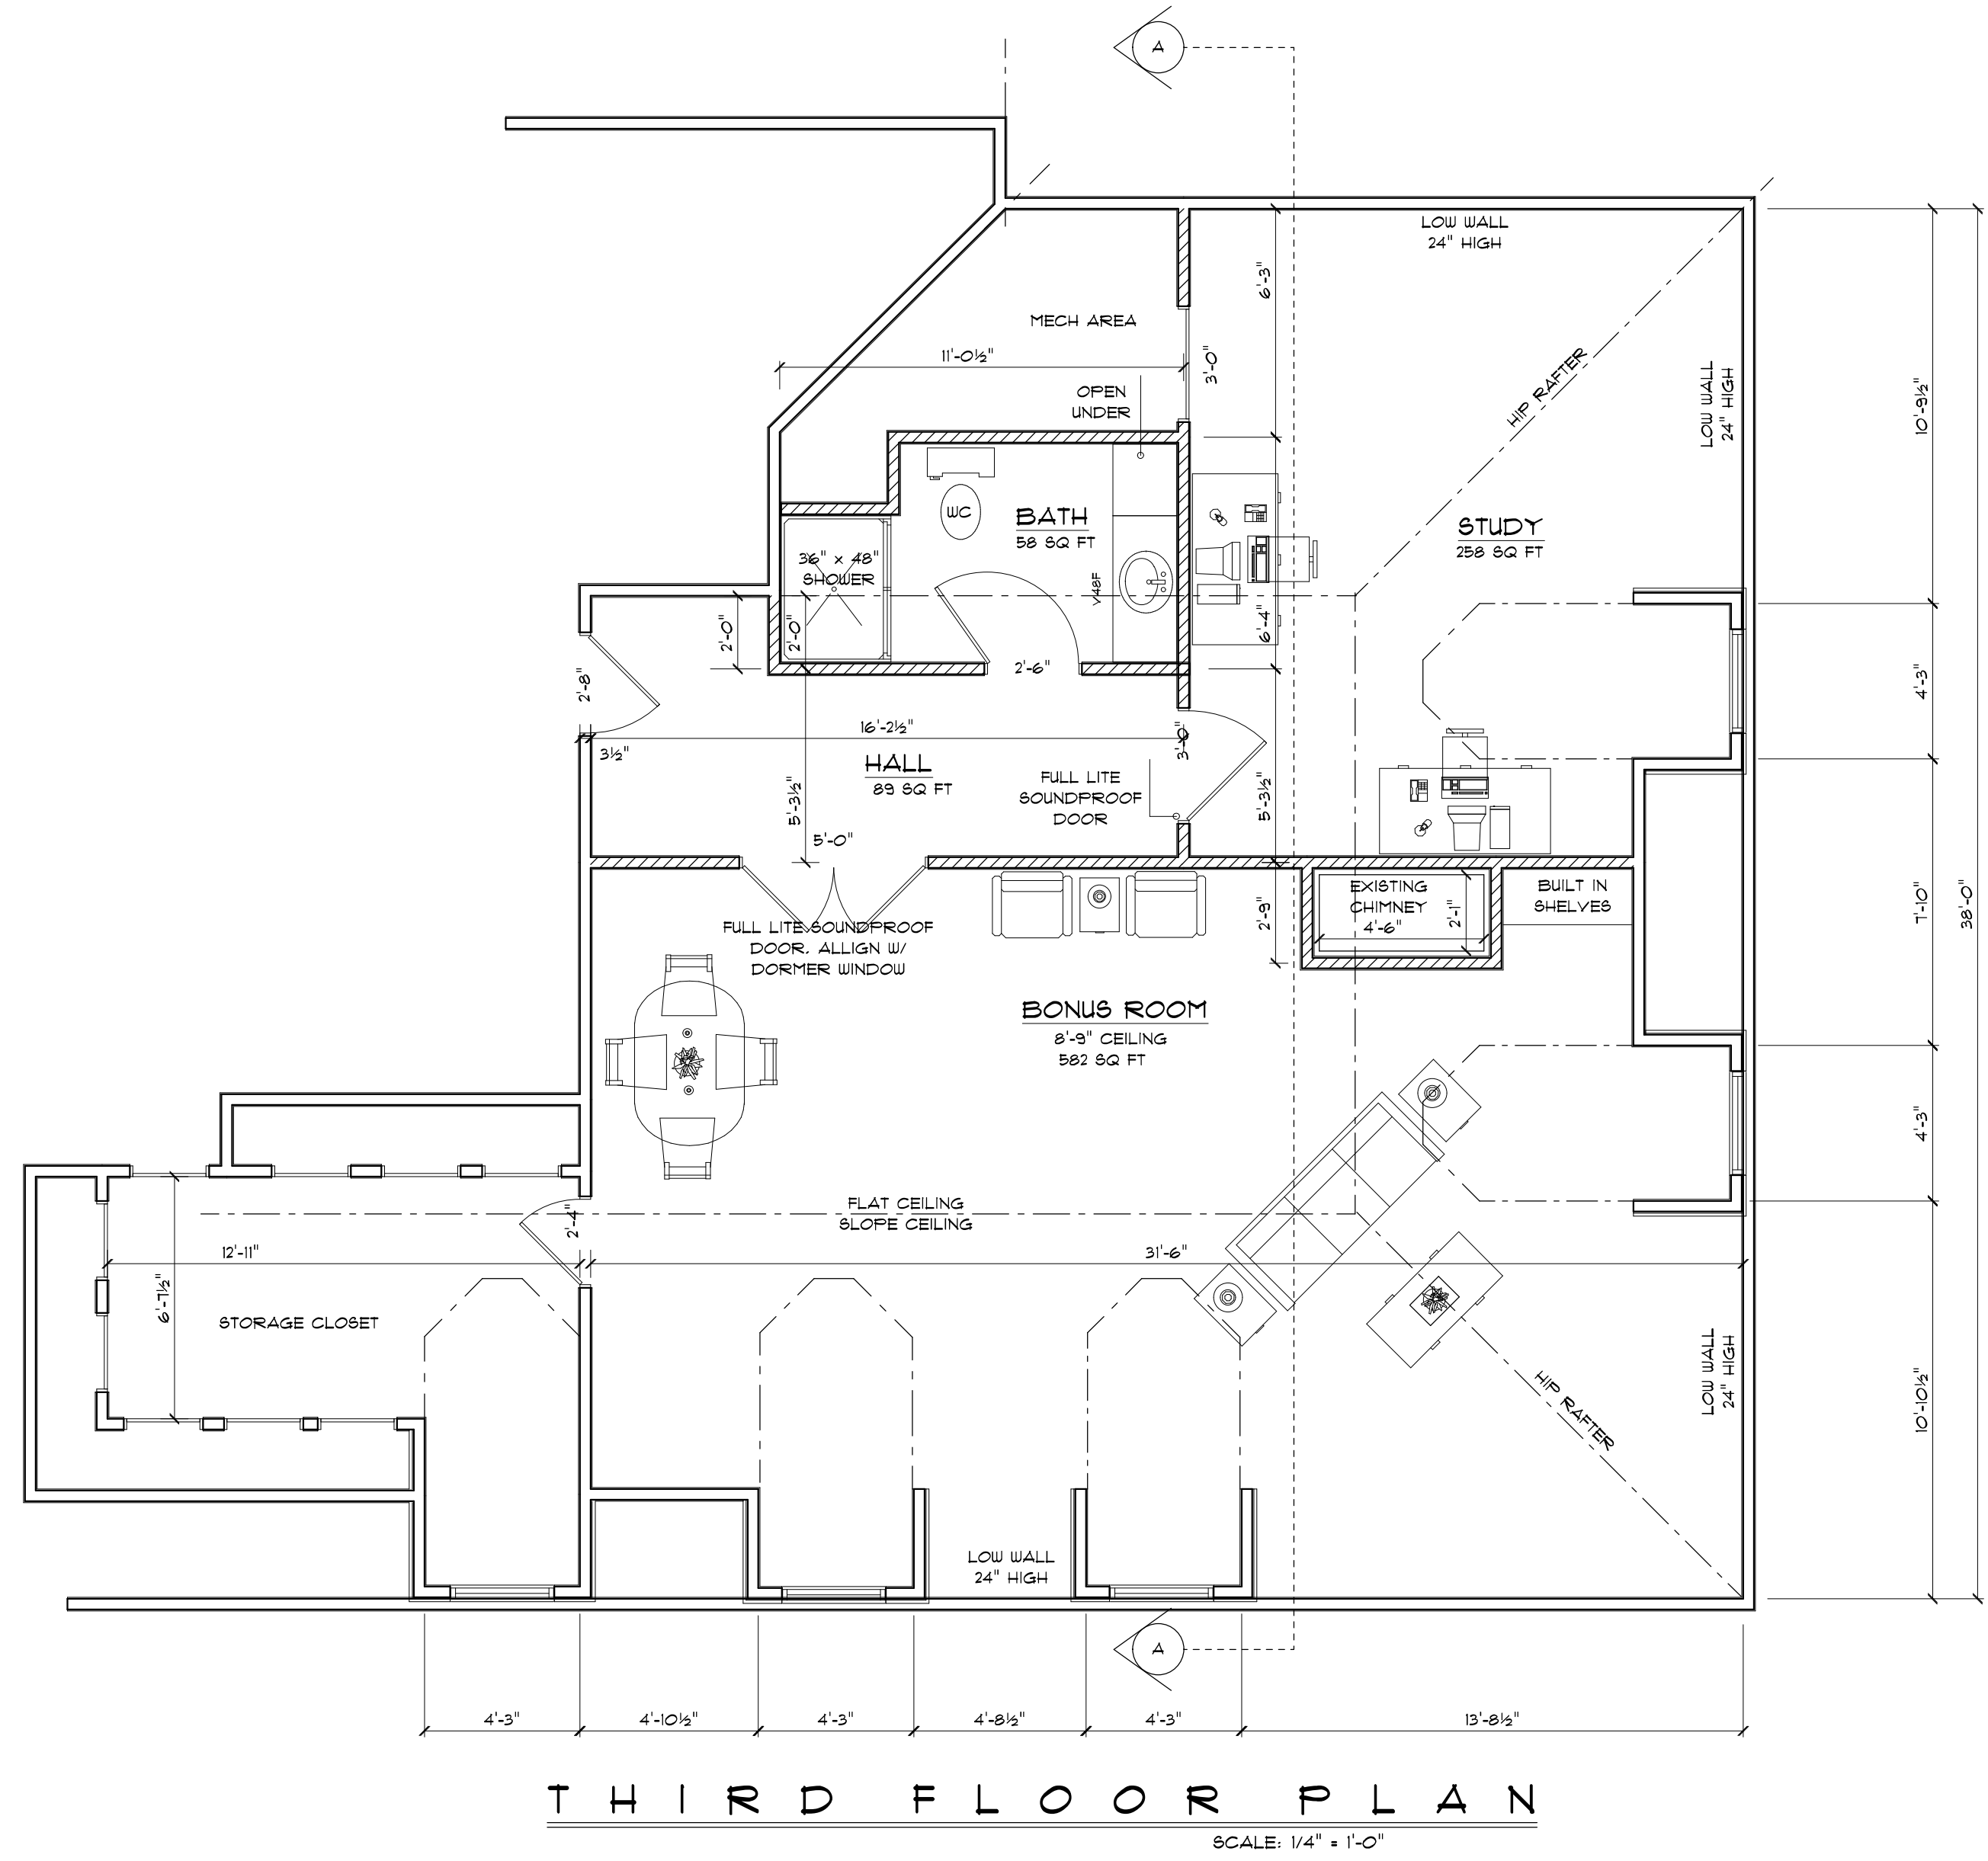 A
LOW WALL
24" HIGH
6'-3"
MECH AREA
11'-0½"
3'-0"
OPEN
UNDER
HIP RAFTER
LOW WALL
24" HIGH
10'-9½"
38'-0"
WC
BATH
58 SQ FT
STUDY
258 SQ FT
36" x 48"
SHOWER
V48F
2'-0"
2'-0"
6'-4"
2'-6"
2'-8"
4'-3"
16'-2½"
3'-0"
3½"
HALL
89 SQ FT
FULL LITE
SOUNDPROOF
DOOR
5'-3½"
5'-3½"
5'-0"
EXISTING
CHIMNEY
4'-6"
2'-1"
BUILT IN
SHELVES
2'-9"
7'-10"
FULL LITE SOUNDPROOF
DOOR. ALLIGN W/
DORMER WINDOW
BONUS ROOM
8'-9" CEILING
582 SQ FT
4'-3"
FLAT CEILING
SLOPE CEILING
2'-4"
12'-11"
31'-6"
6'-7½"
STORAGE CLOSET
LOW WALL
24" HIGH
HIP RAFTER
10'-10½"
LOW WALL
24" HIGH
A
4'-3"
4'-10½"
4'-3"
4'-8½"
4'-3"
13'-8½"
THIRD FLOOR PLAN
SCALE: 1/4" = 1'-0"